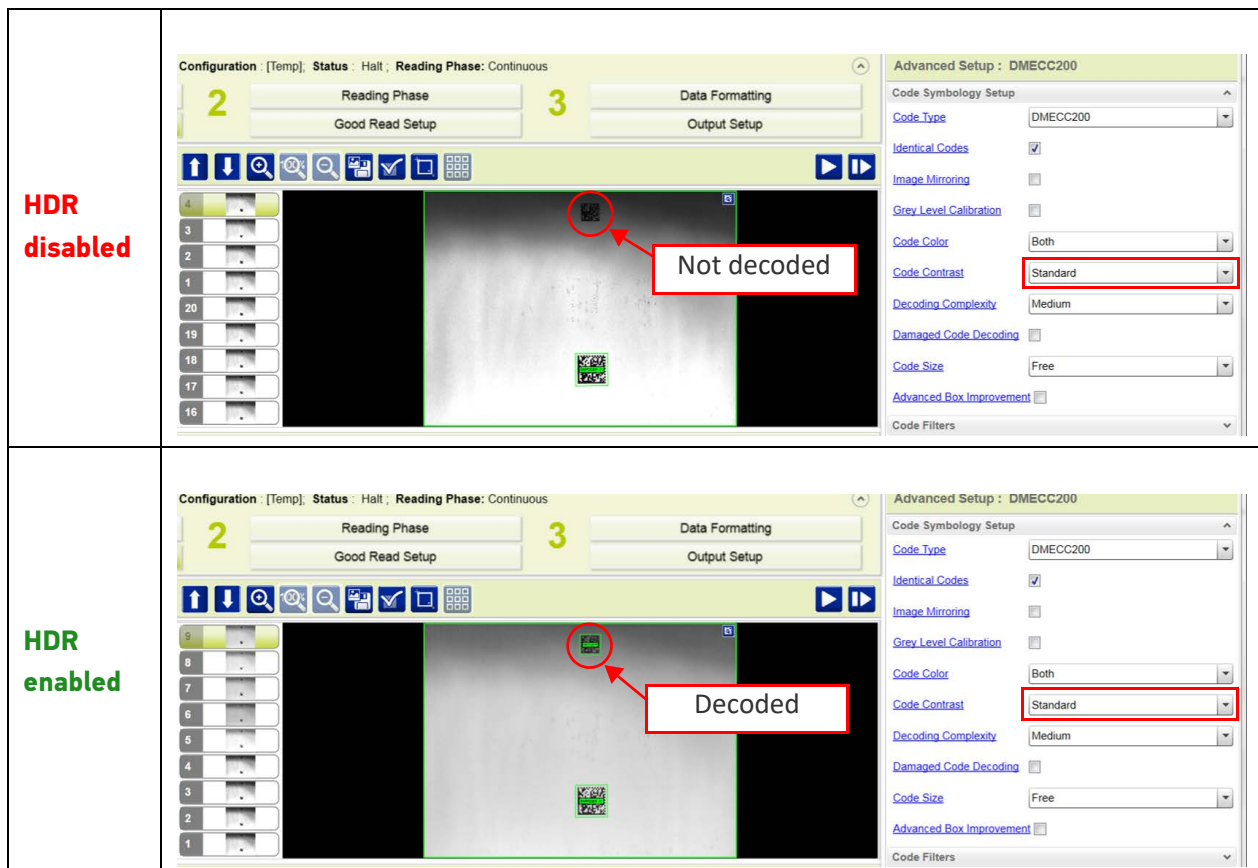 HDR
disabled
Configuration : [Temp]; Status : Halt ; Reading Phase: Continuous
2
Reading Phase
Good Read Setup
3
Data Formatting
Output Setup
4
3
2
1
20
19
18
17
16
Not decoded
Advanced Setup : DMECC200
Code Symbology Setup
Code Type DMECC200
Identical Codes
Image Mirroring
Grey Level Calibration
Code Color Both
Code Contrast Standard
Decoding Complexity Medium
Damaged Code Decoding
Code Size Free
Advanced Box Improvement
Code Filters
HDR
enabled
Configuration : [Temp]; Status : Halt ; Reading Phase: Continuous
2
Reading Phase
Good Read Setup
3
Data Formatting
Output Setup
9
8
7
6
5
4
3
2
1
Decoded
Advanced Setup : DMECC200
Code Symbology Setup
Code Type DMECC200
Identical Codes
Image Mirroring
Grey Level Calibration
Code Color Both
Code Contrast Standard
Decoding Complexity Medium
Damaged Code Decoding
Code Size Free
Advanced Box Improvement
Code Filters